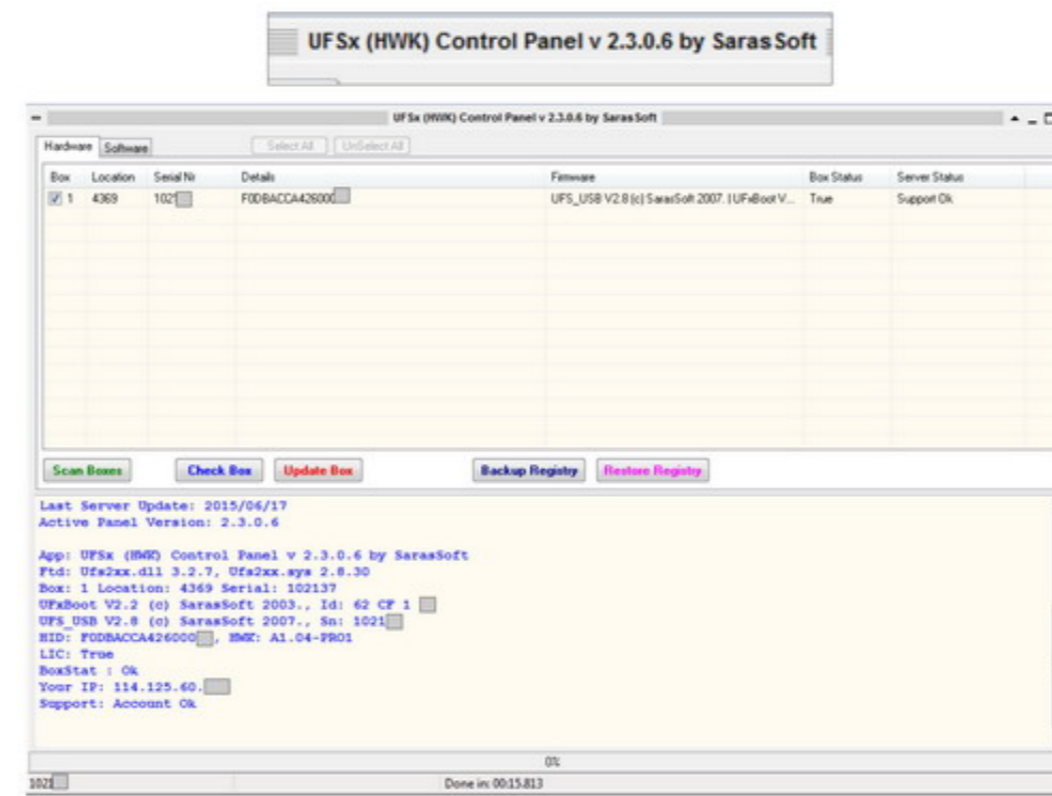 UFSx (HWK) Control Panel v 2.3.0.6 by SarasSoft
UFSx (HWK) Control Panel v 2.3.0.6 by SarasSoft
Hardware Software Select All UnSelect All
Box Location Serial Nr Details Firmware Box Status Server Status
1 4369 1021 F0DBACCA426000 UFS_USB V2.8 (c) SarasSoft 2007. | UFxBoot V... True Support Ok
Scan Boxes Check Box Update Box Backup Registry Restore Registry
Last Server Update: 2015/06/17
Active Panel Version: 2.3.0.6
App: UFSx (HWK) Control Panel v 2.3.0.6 by SarasSoft
Ftd: Ufs2xx.dll 3.2.7, Ufs2xx.sys 2.8.30
Box: 1 Location: 4369 Serial: 102137
UFxBoot V2.2 (c) SarasSoft 2003., Id: 62 CF 1
UFS_USB V2.8 (c) SarasSoft 2007., Sn: 1021
HID: F0DBACCA426000, HWK: A1.04-PRO1
LIC: True
BoxStat : Ok
Your IP: 114.125.60.
Support: Account Ok
0%
1021 Done in: 00:15.813